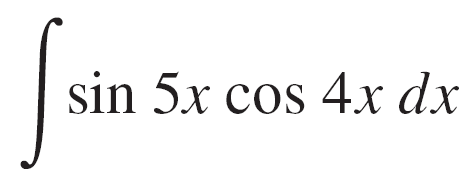 ∫ sin 5x cos 4x dx